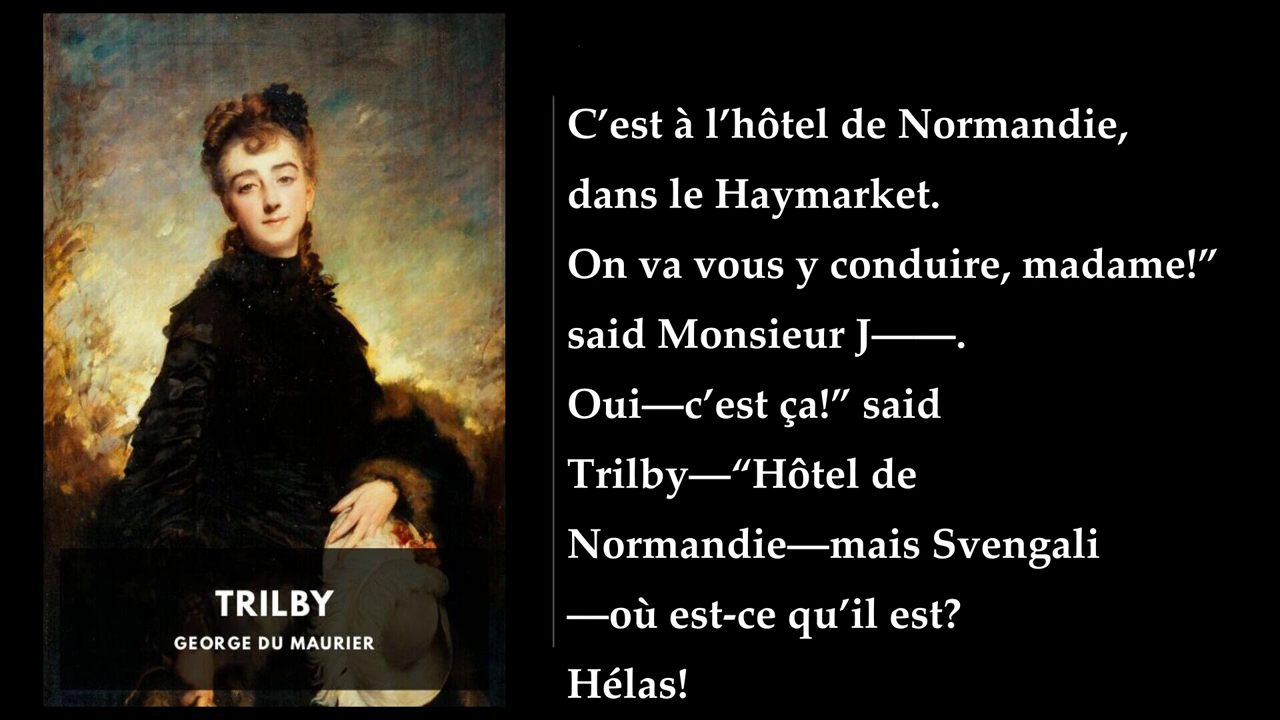 TRILBY
GEORGE DU MAURIER
C’est à l’hôtel de Normandie,
dans le Haymarket.
On va vous y conduire, madame!”
said Monsieur J——.
Oui—c’est ça!” said
Trilby—“Hôtel de
Normandie—mais Svengali
—où est-ce qu’il est?
Hélas!